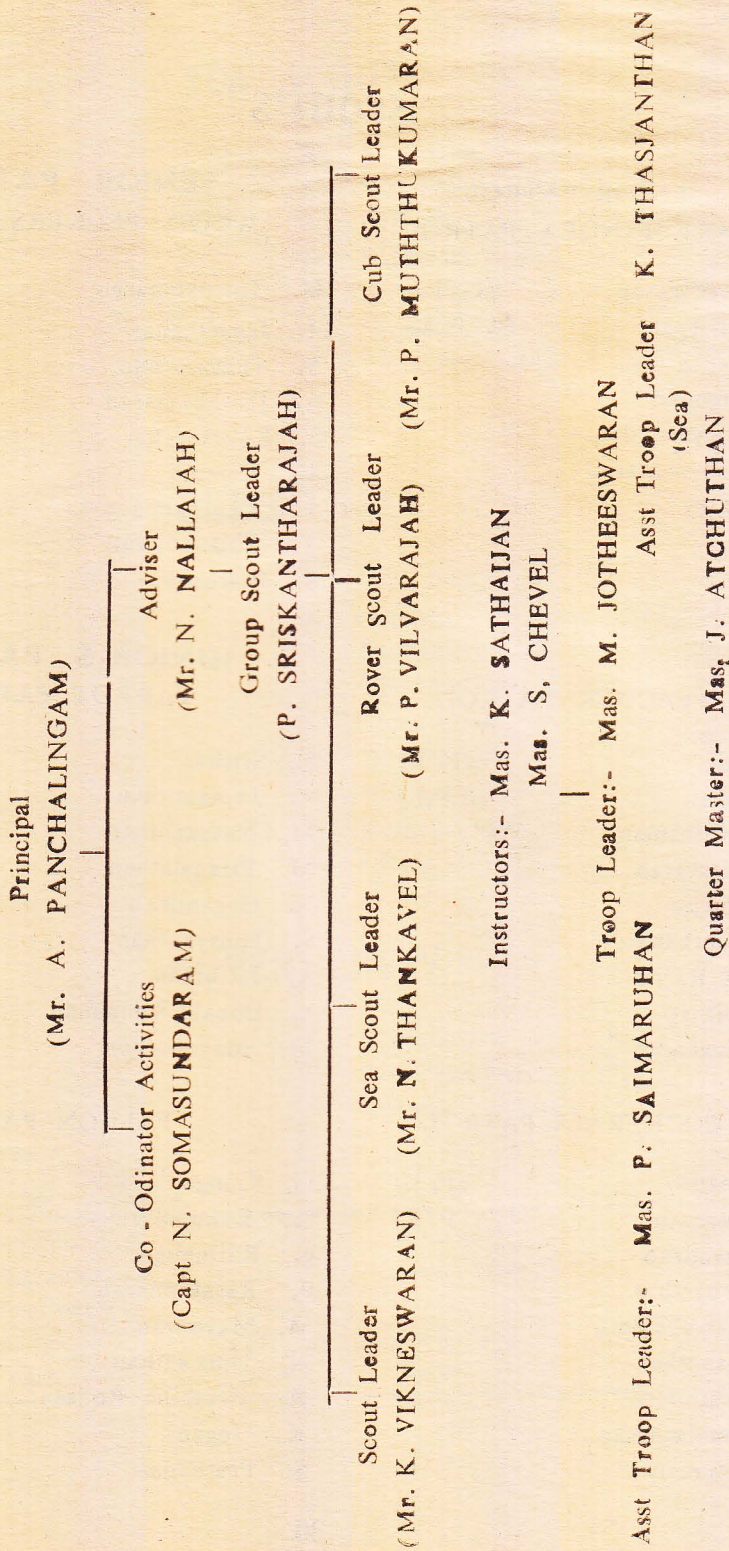 Principal
(Mr. A. PANCHALINGAM)
Co - Odinator Activities
(Capt N. SOMASUNDARAM)
Adviser
(Mr. N. NALLAIAH)
Group Scout Leader
(P. SRISKANTHARAJAH)
Scout Leader
(Mr. K. VIKNESWARAN)
Sea Scout Leader
(Mr. N. THANKAVEL)
Rover Scout Leader
(Mr. P. VILVARAJAH)
Cub Scout Leader
(Mr. P. MUTHTHUKUMARAN)
Instructors:- Mas. K. SATHAIJAN
Mas. S, CHEVEL
Troop Leader:- Mas. M. JOTHEESWARAN
Asst Troop Leader:- Mas. P. SAIMARUHAN
Asst Troop Leader K. THASJANTHAN
(Sea)
Quarter Master:- Mas, J. ATCHUTHAN